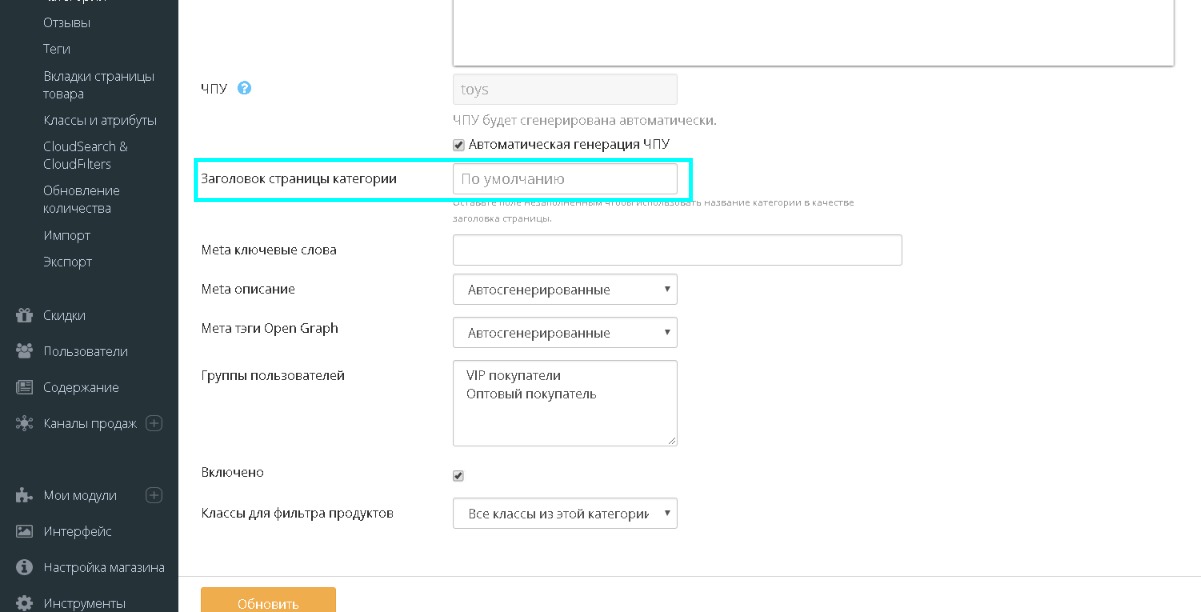 Отзывы
Теги
Вкладки страницы
товара
Классы и атрибуты
CloudSearch &
CloudFilters
Обновление
количества
Импорт
Экспорт
Скидки
Пользователи
Содержание
Каналы продаж
Мои модули
Интерфейс
Настройка магазина
Инструменты
ЧПУ
toys
ЧПУ будет сгенерирована автоматически.
Автоматическая генерация ЧПУ
Заголовок страницы категории
По умолчанию
Оставьте поле незаполненным чтобы использовать название категории в качестве
заголовка страницы.
Meta ключевые слова
Meta описание
Автосгенерированные
Мета тэги Open Graph
Автосгенерированные
Группы пользователей
VIP покупатели
Оптовый покупатель
Включено
Классы для фильтра продуктов
Все классы из этой категории
Обновить